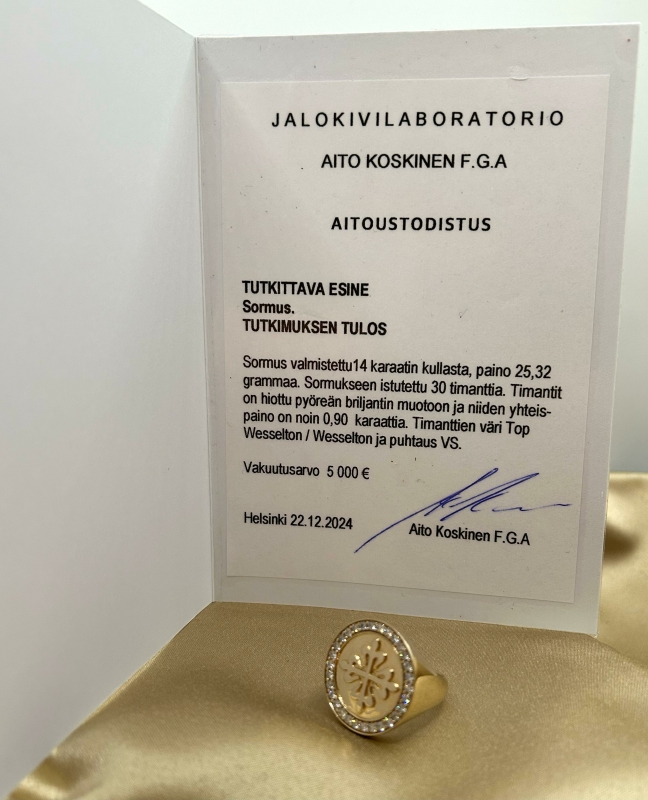 JALOKIVILABORATORIO
AITO KOSKINEN F.G.A
AITOUSTODISTUS
TUTKITTAVA ESINE
Sormus.
TUTKIMUKSEN TULOS
Sormus valmistettu14 karaatin kullasta, paino 25,32
grammaa. Sormukseen istutettu 30 timanttia. Timantit
on hiottu pyöreän briljantin muotoon ja niiden yhteis-
paino on noin 0,90 karaattia. Timanttien väri Top
Wesselton / Wesselton ja puhtaus VS.
Vakuutusarvo 5 000 €
Helsinki 22.12.2024
Aito Koskinen F.G.A